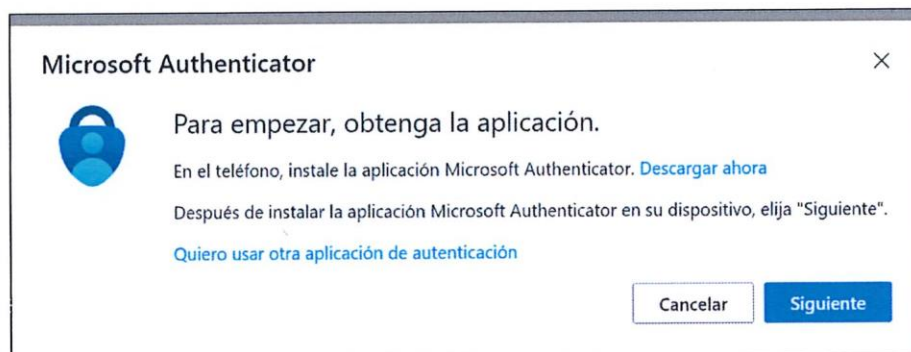 Microsoft Authenticator
Para empezar, obtenga la aplicación.
En el teléfono, instale la aplicación Microsoft Authenticator. Descargar ahora
Después de instalar la aplicación Microsoft Authenticator en su dispositivo, elija "Siguiente".
Quiero usar otra aplicación de autenticación
Cancelar Siguiente